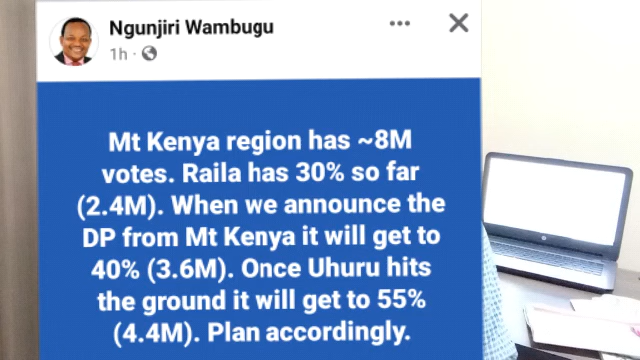 Ngunjiri Wambugu
1h ·
Mt Kenya region has ~8M
votes. Raila has 30% so far
(2.4M). When we announce the
DP from Mt Kenya it will get to
40% (3.6M). Once Uhuru hits
the ground it will get to 55%
(4.4M). Plan accordingly.